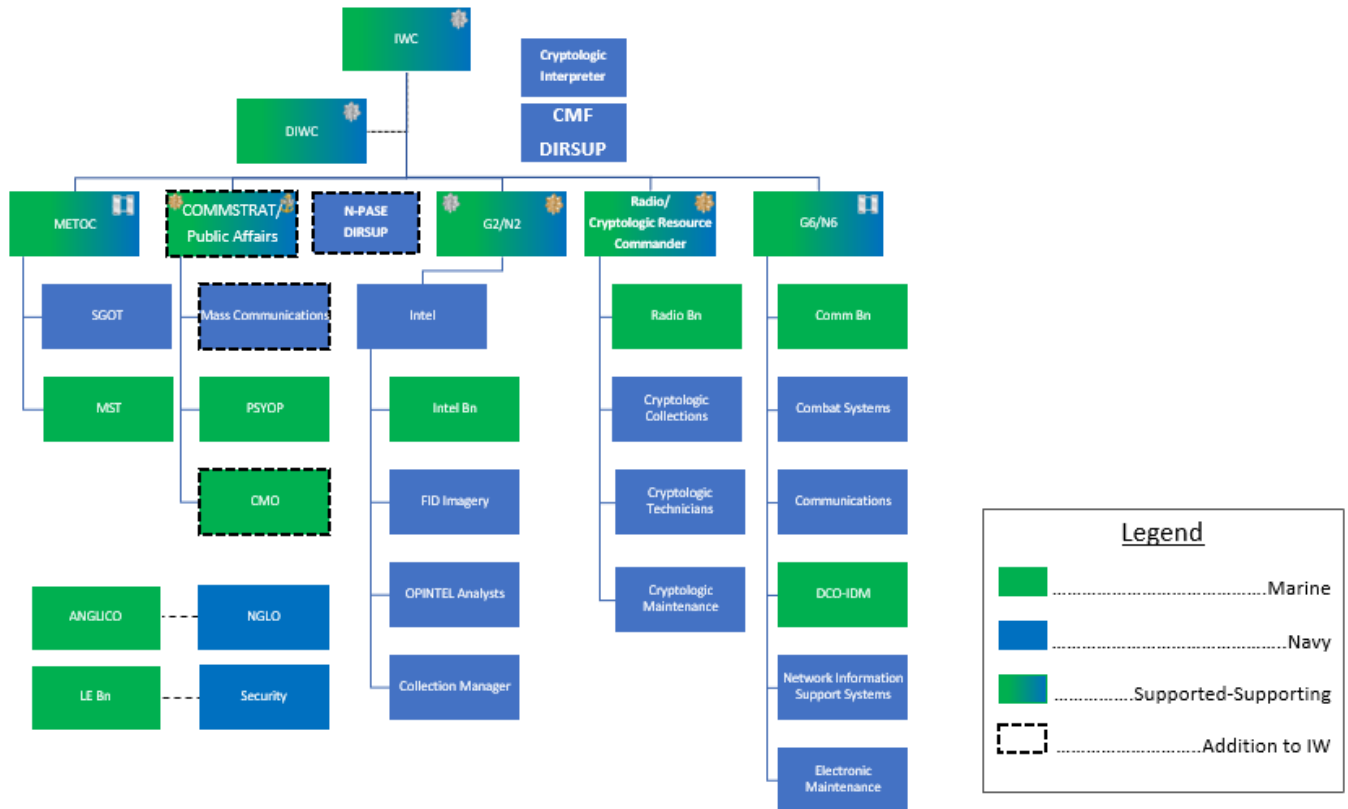 IWC
Cryptologic
Interpreter
DIWC
CMF
DIRSUP
METOC
COMMSTRAT/
Public Affairs
N-PASE
DIRSUP
G2/N2
Radio/
Cryptologic Resource
Commander
G6/N6
SGOT
Mass Communications
Intel
Radio Bn
Comm Bn
MST
PSYOP
Intel Bn
Cryptologic
Collections
Combat Systems
CMO
FID Imagery
Cryptologic
Technicians
Communications
ANGLICO
NGLO
OPINTEL Analysts
Cryptologic
Maintenance
DCO-IDM
LE Bn
Security
Collection Manager
Network Information
Support Systems
Electronic
Maintenance
Legend
Marine
Navy
Supported-Supporting
Addition to IW